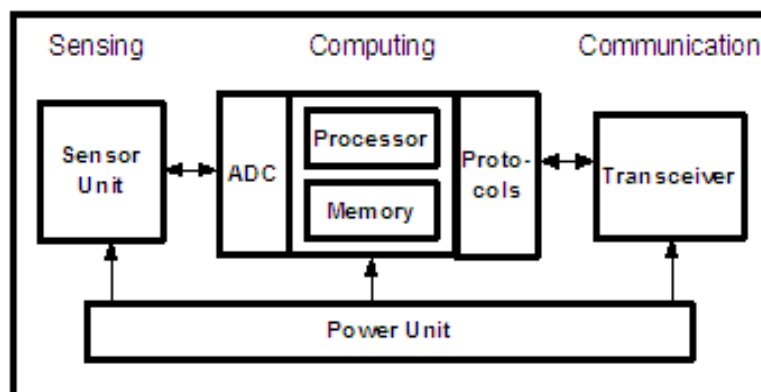 Sensing Computing Communication
Sensor
Unit
ADC
Processor
Memory
Proto-
cols
Transceiver
Power Unit